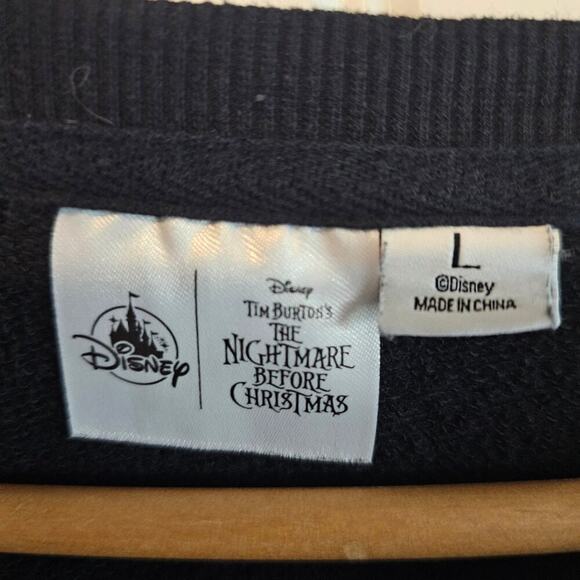 DISNEY
Disney
TIM BURTON'S
THE
NIGHTMARE
BEFORE
CHRISTMAS
L
©Disney
MADE IN CHINA